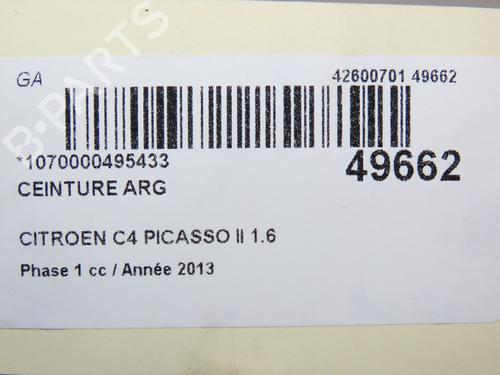 GA
42600701 49662
*1070000495433
49662
CEINTURE ARG
CITROEN C4 PICASSO II 1.6
Phase 1 cc / Année 2013
B-PARTS